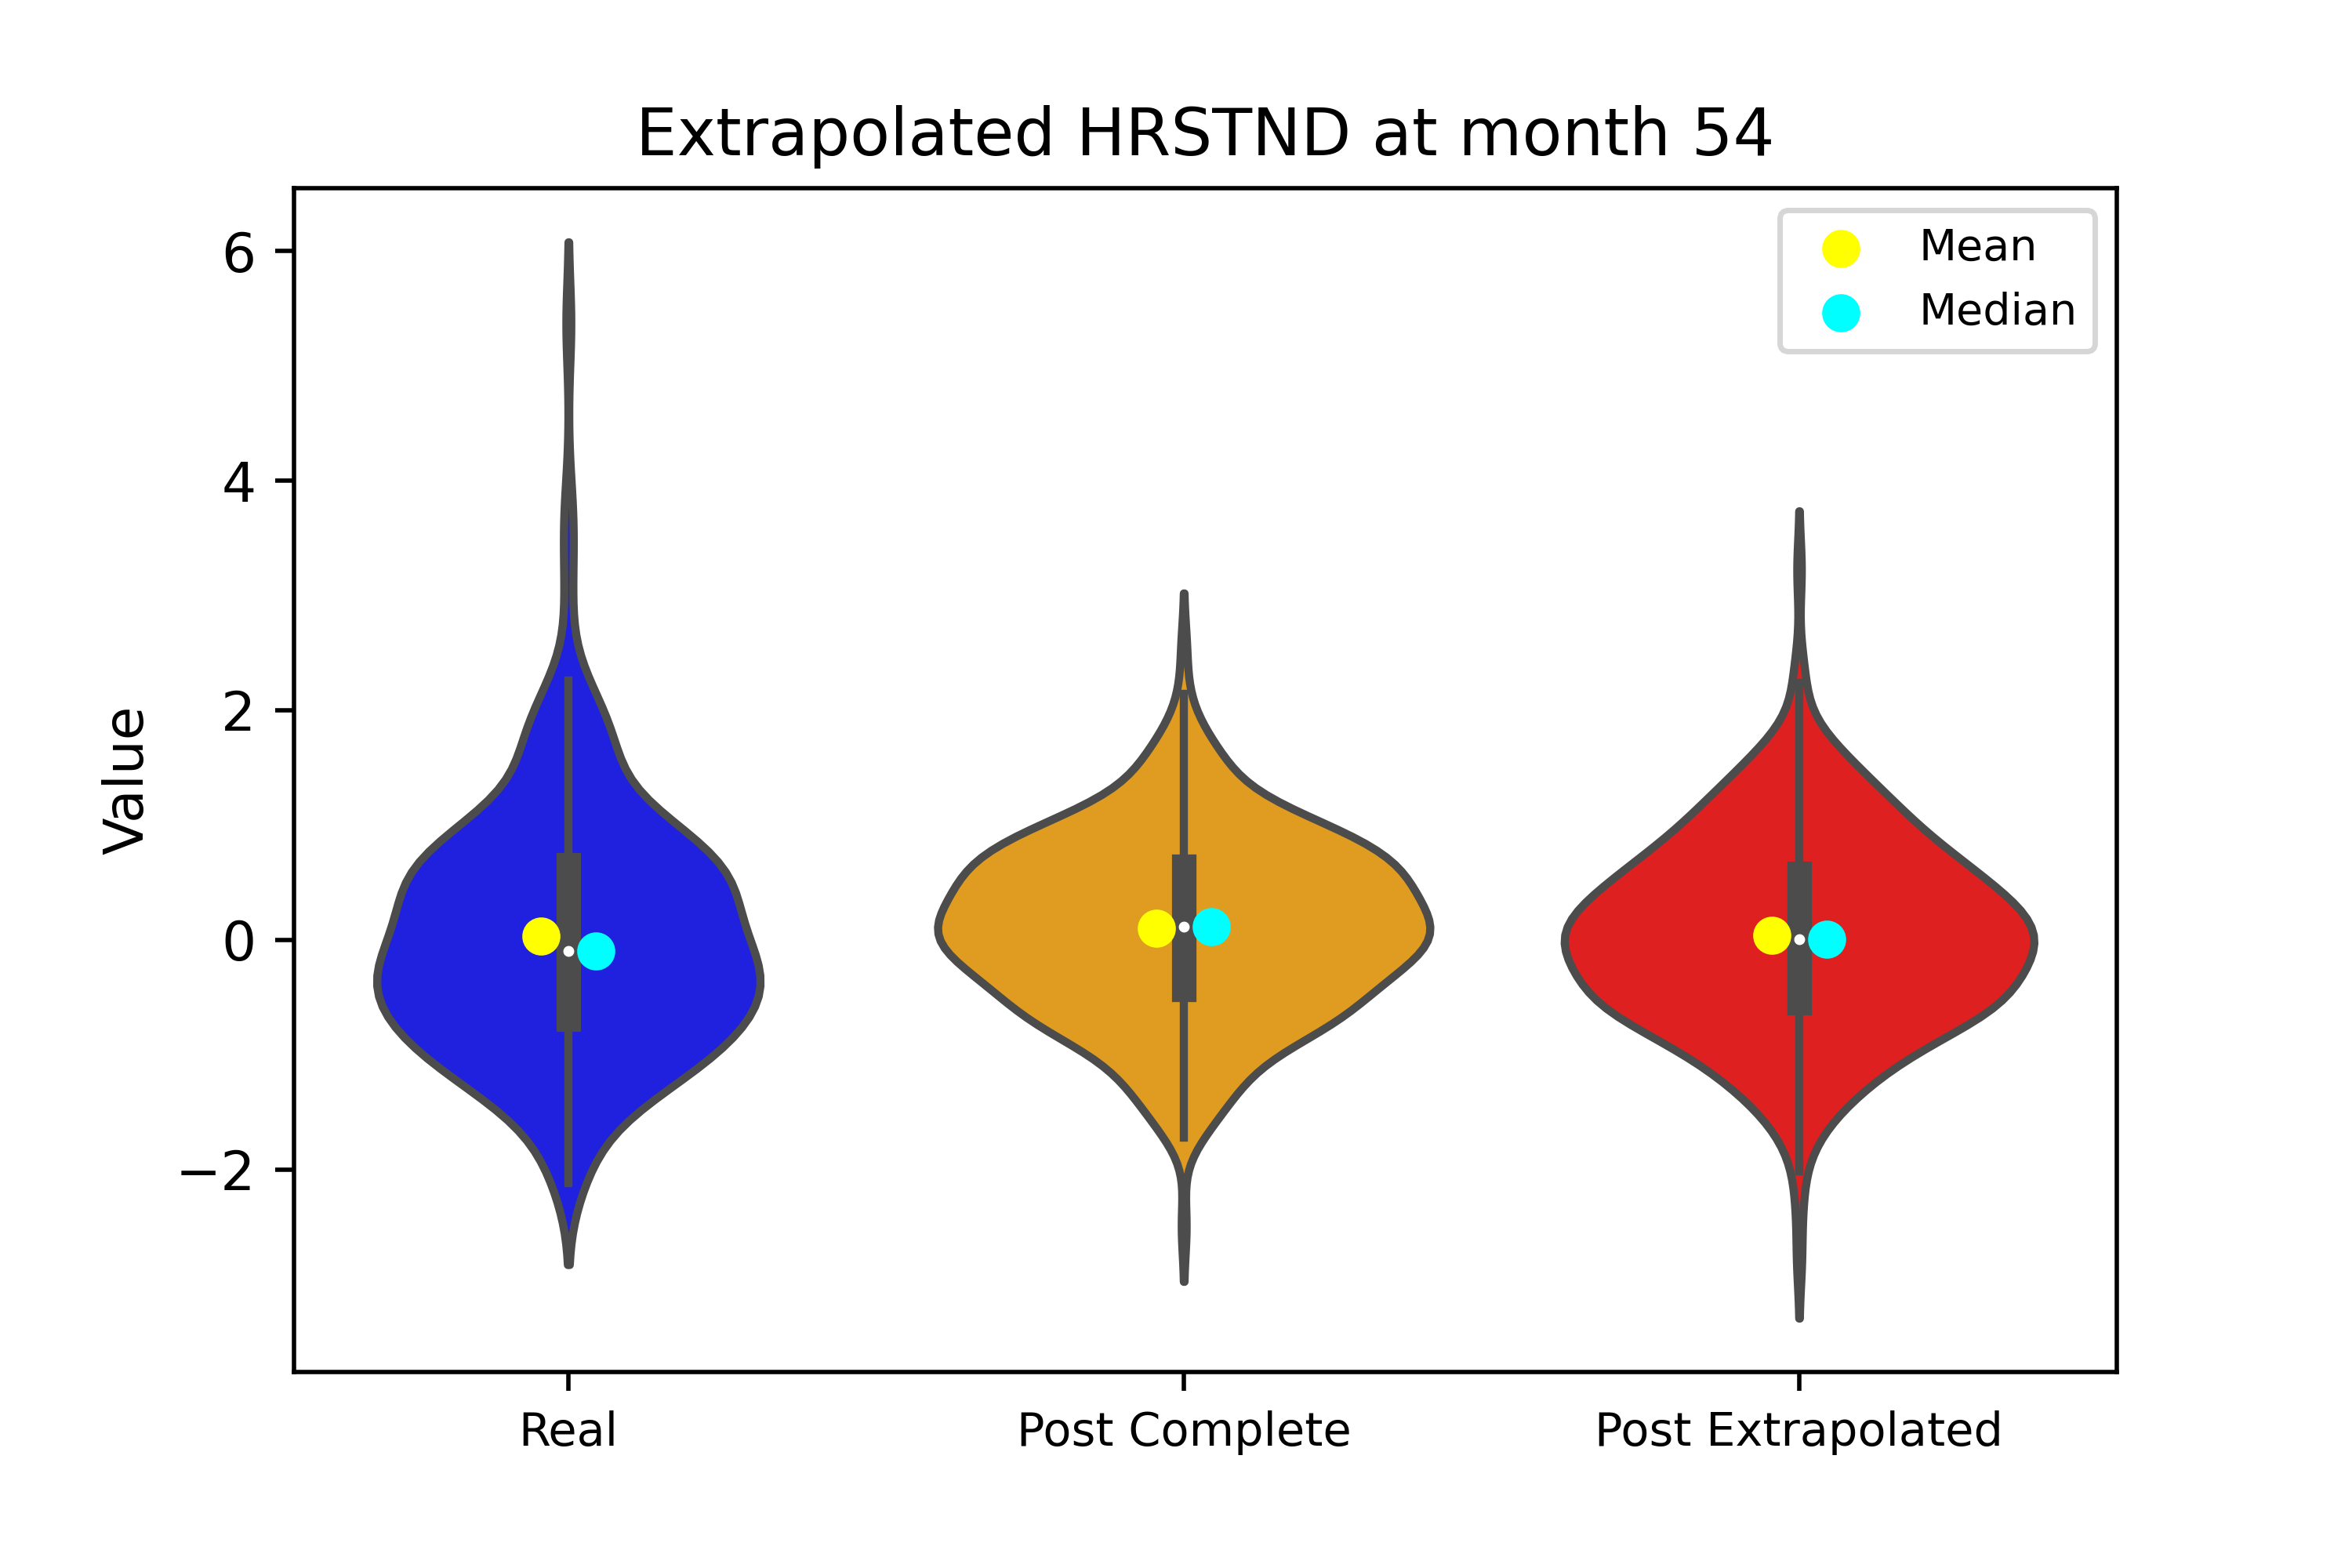 Extrapolated HRSTND at month 54
Mean
Median
6
4
2
0
−2
Value
Real
Post Complete
Post Extrapolated